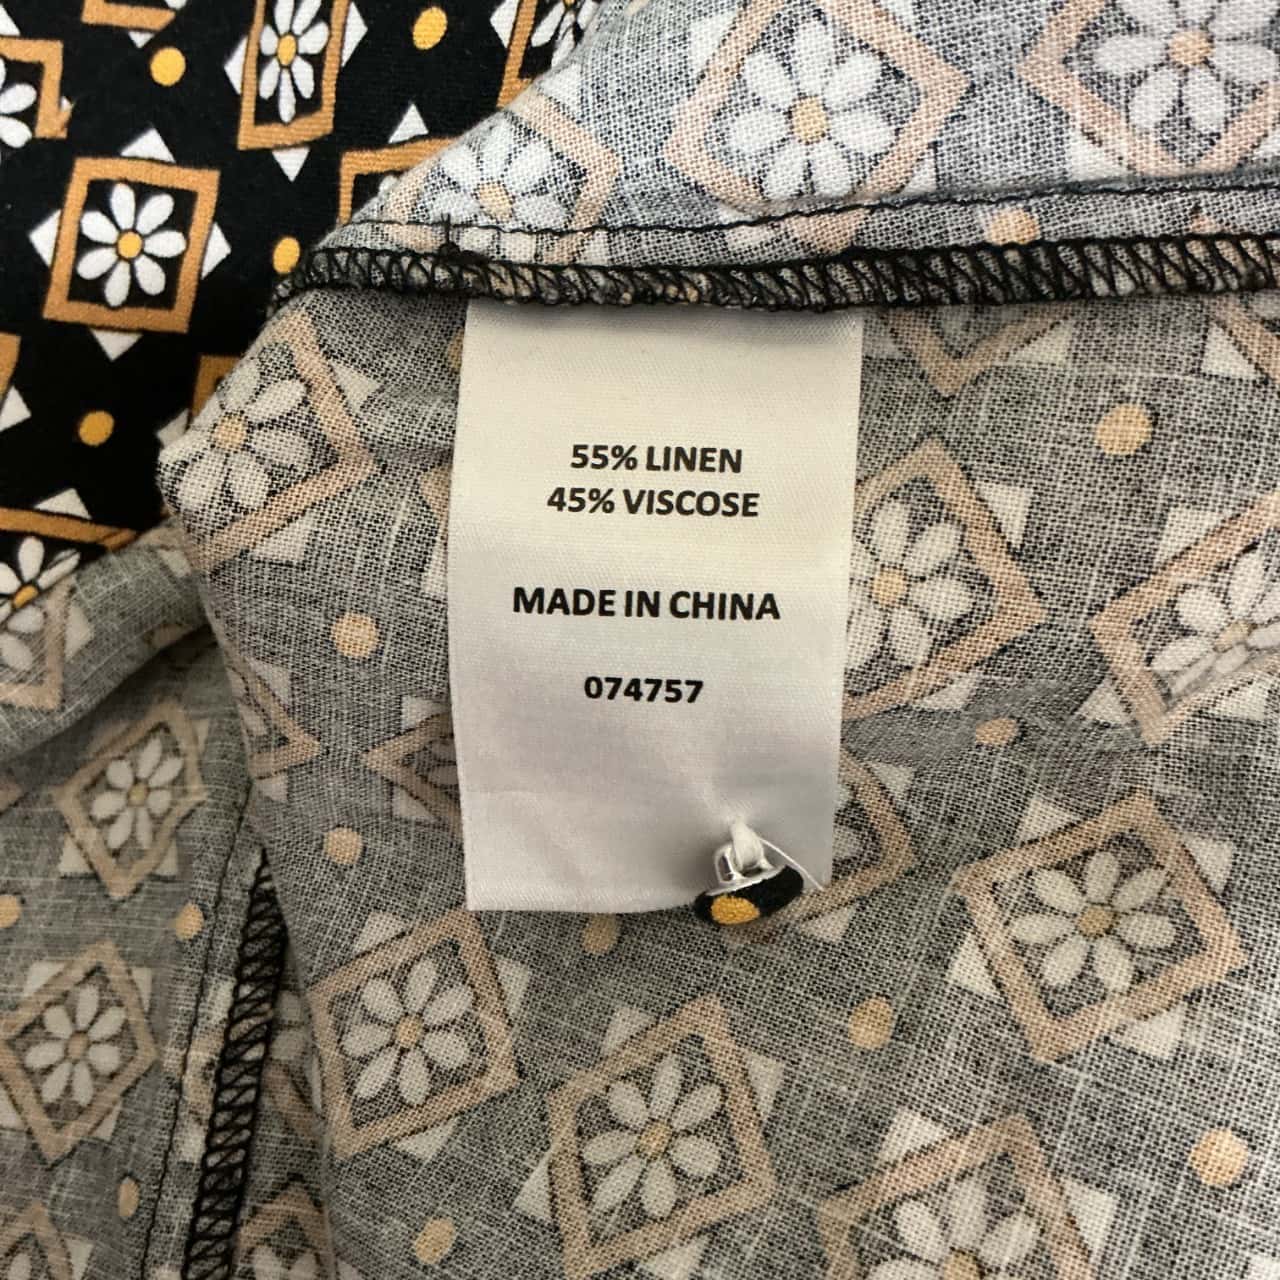 55% LINEN
45% VISCOSE
MADE IN CHINA
074757